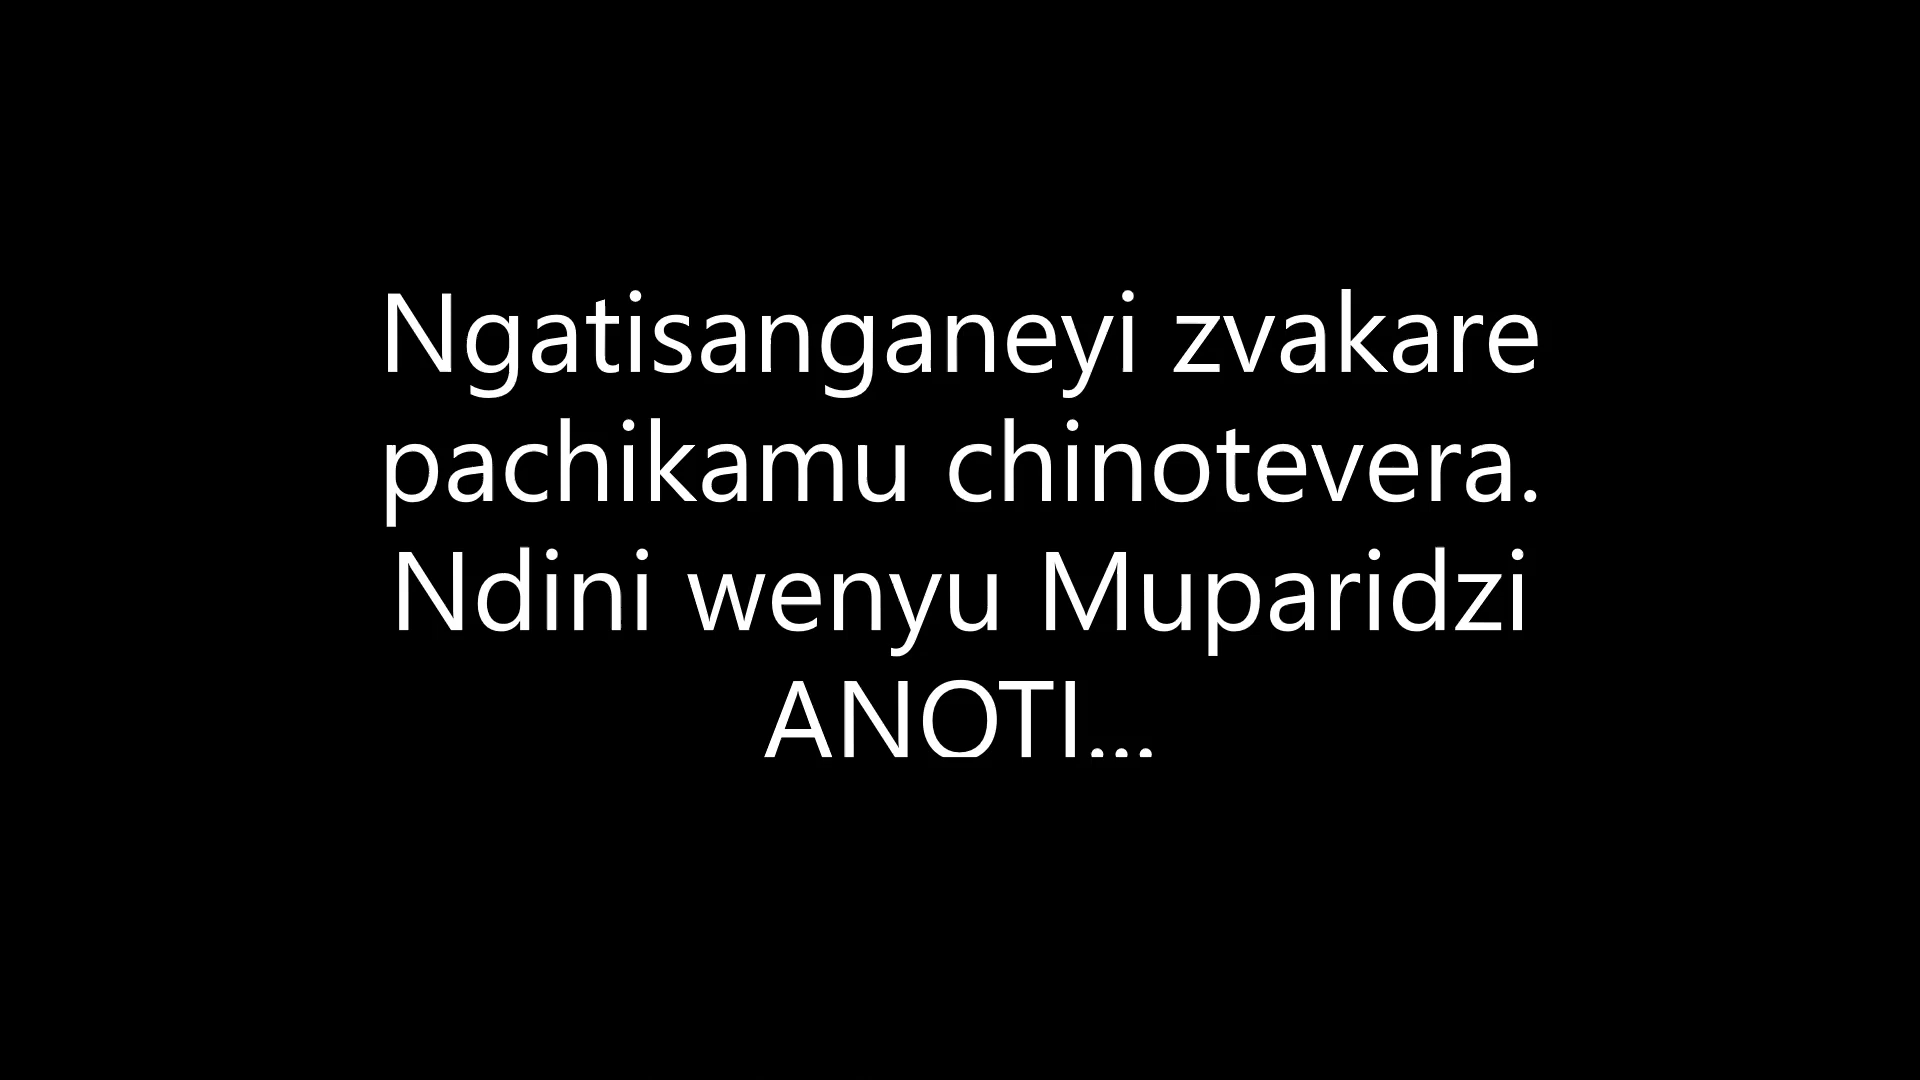 Ngatisanganeyi zvakare
pachikamu chinotevera.
Ndini wenyu Muparidzi
ANOTI...